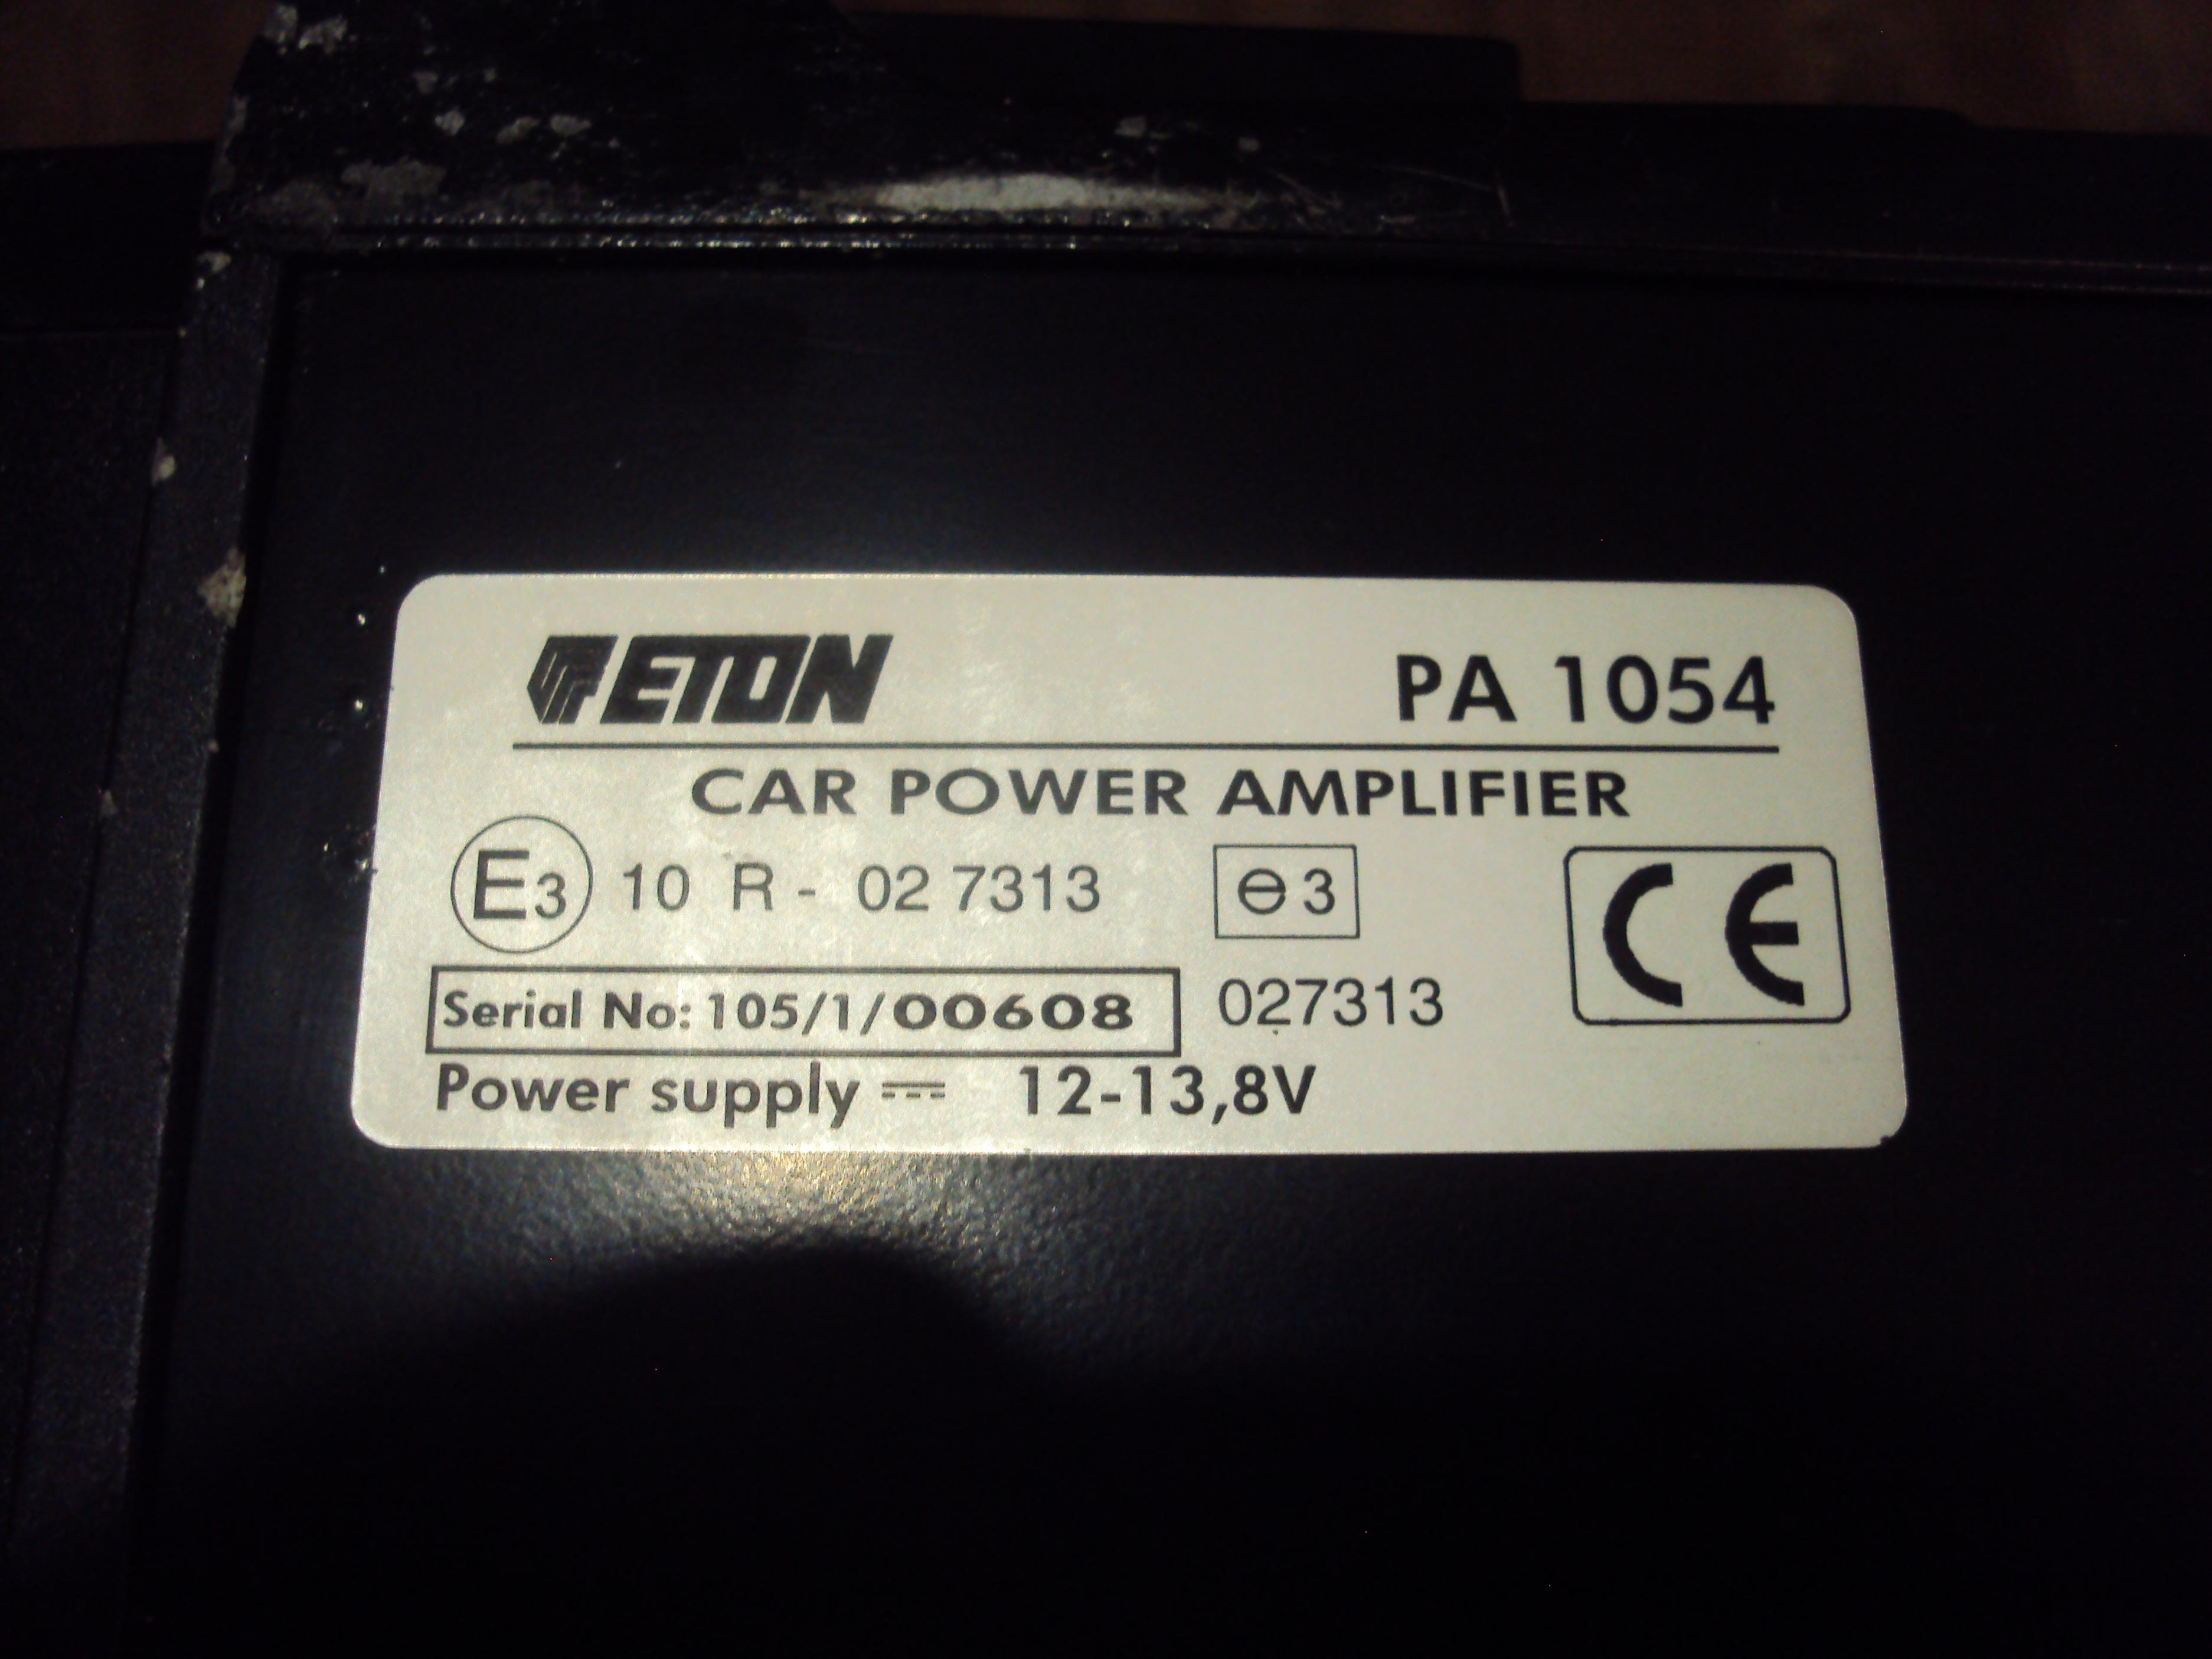 ETON PA 1054
CAR POWER AMPLIFIER
E3 10 R - 02 7313 e 3 CE
Serial No: 105/1/00608 027313
Power supply ⎓ 12-13,8V